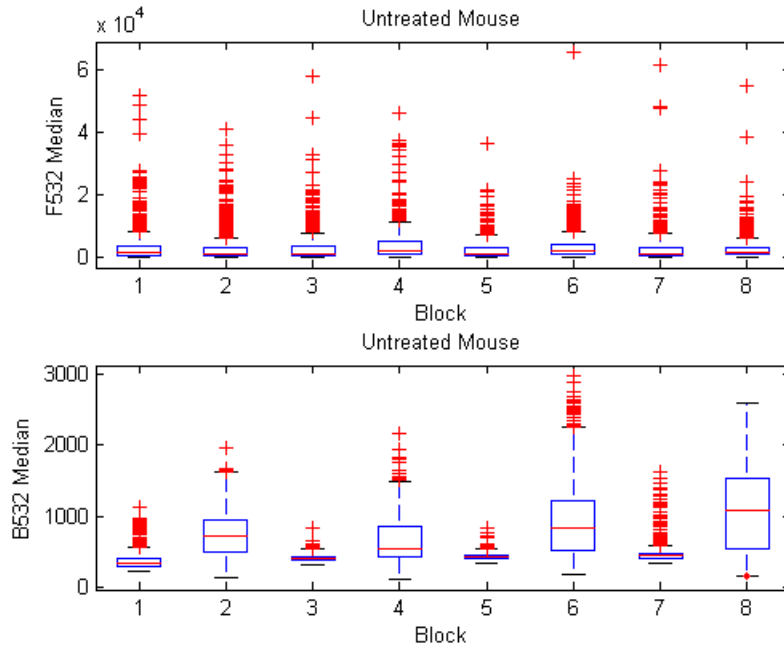 Untreated Mouse
x 10^4
6
4
2
0
F532 Median
1 2 3 4 5 6 7 8
Block
Untreated Mouse
3000
2000
1000
0
B532 Median
1 2 3 4 5 6 7 8
Block